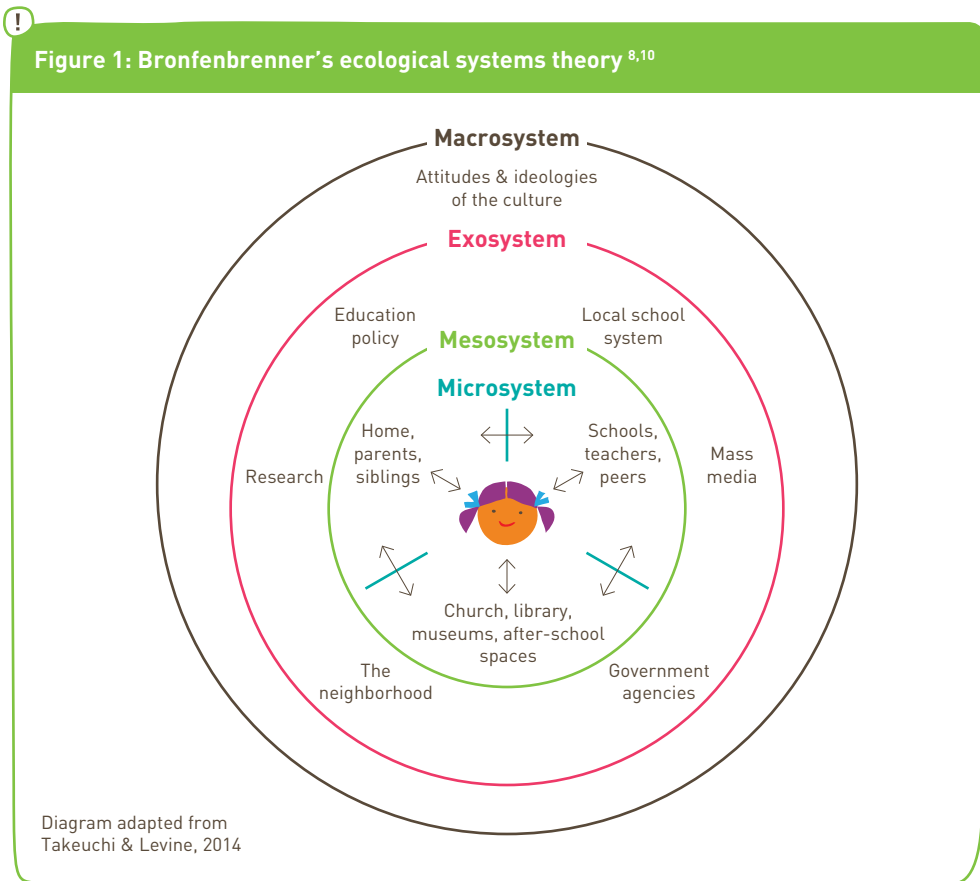 !
Figure 1: Bronfenbrenner's ecological systems theory 8,10
Macrosystem
Attitudes & ideologies
of the culture
Exosystem
Education
policy
Local school
system
Mesosystem
Microsystem
Home,
parents,
siblings
Schools,
teachers,
peers
Research
Mass
media
Church, library,
museums, after-school
spaces
The
neighborhood
Government
agencies
Diagram adapted from
Takeuchi & Levine, 2014